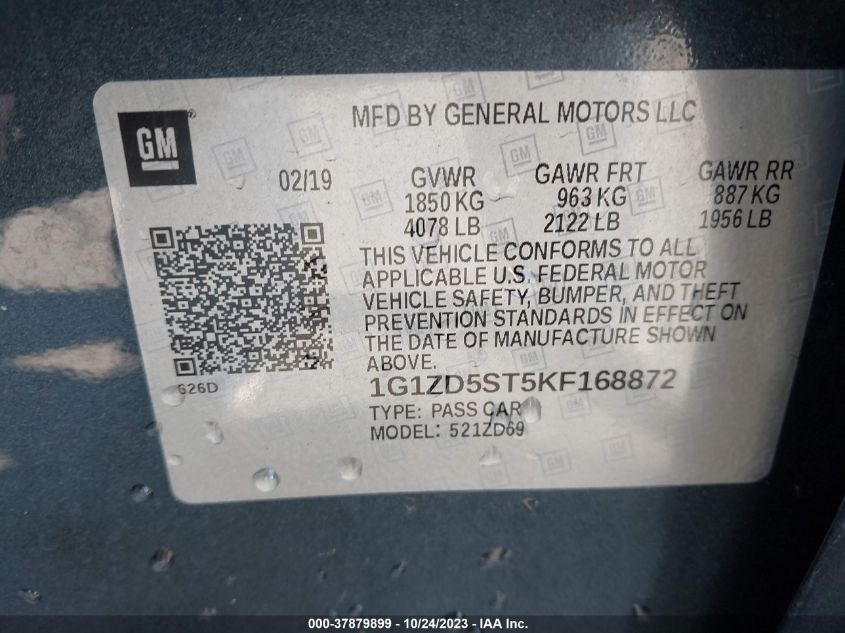 GM
®
MFD BY GENERAL MOTORS LLC
02/19
GVWR
1850 KG
4078 LB
GAWR FRT
963 KG
2122 LB
GAWR RR
887 KG
1956 LB
THIS VEHICLE CONFORMS TO ALL
APPLICABLE U.S. FEDERAL MOTOR
VEHICLE SAFETY, BUMPER, AND THEFT
PREVENTION STANDARDS IN EFFECT ON
THE DATE OF MANUFACTURE SHOWN
ABOVE.
G26D
1G1ZD5ST5KF168872
TYPE: PASS CAR
MODEL: 521ZD69
000-37879899 - 10/24/2023 - IAA Inc.